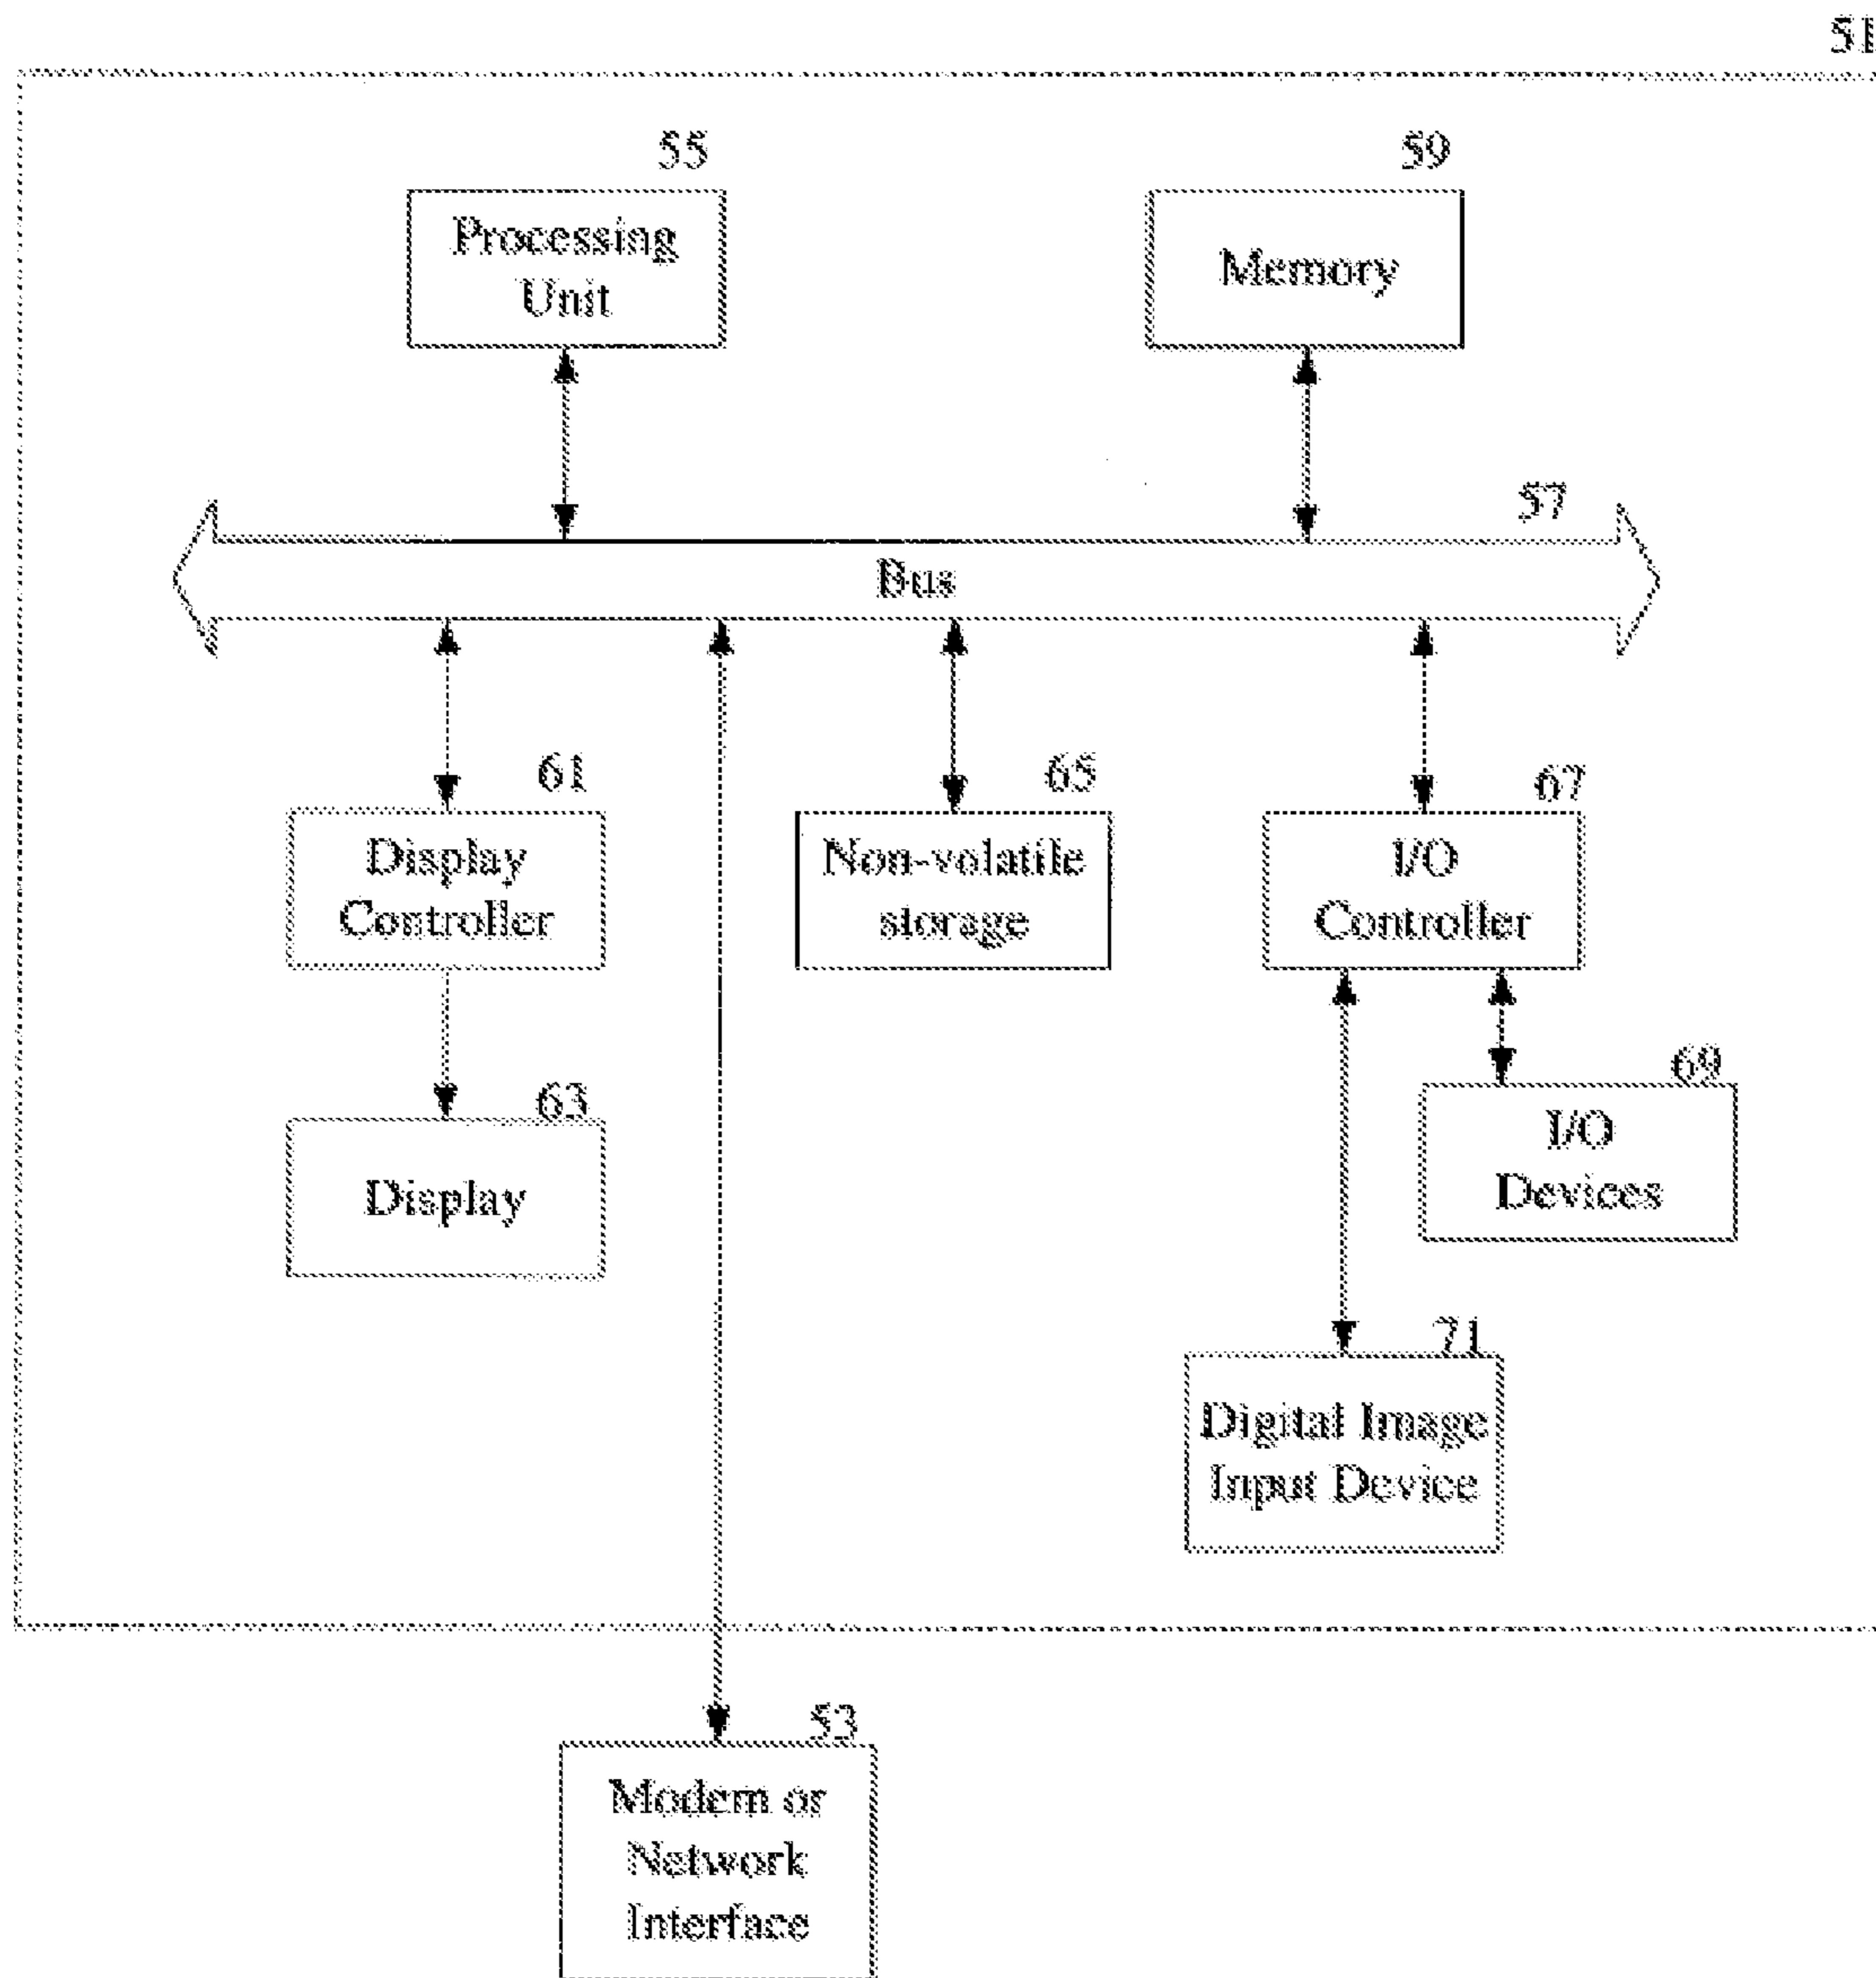 51
55
59
Processing
Unit
Memory
57
Bus
61
65
67
Display
Controller
Non-volatile
storage
I/O
Controller
63
69
Display
I/O
Devices
71
Digital Image
Input Device
53
Modem or
Network
Interface